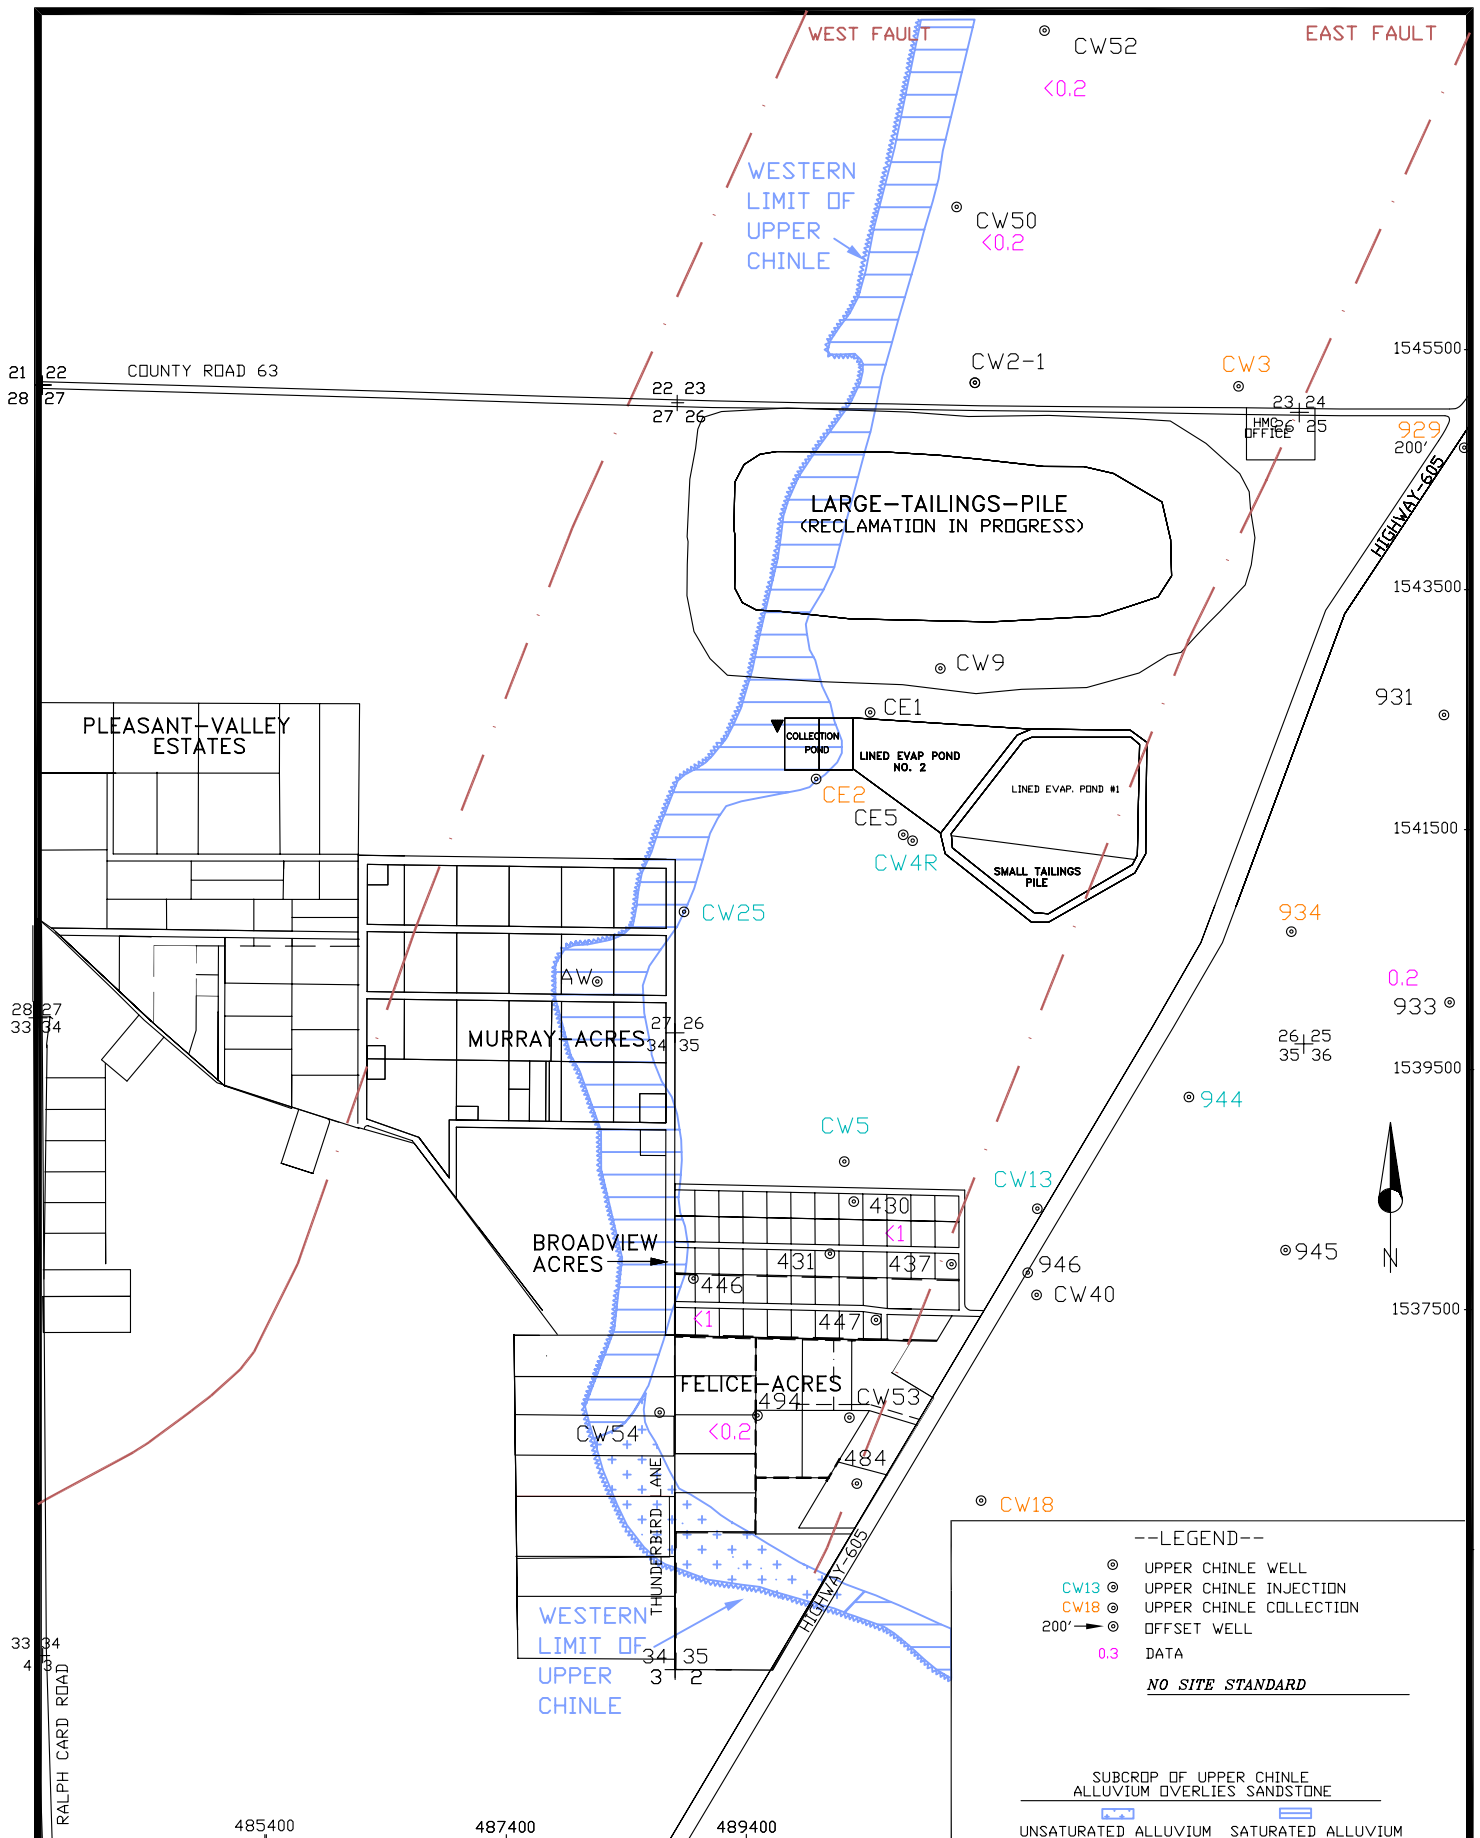 WEST FAULT
EAST FAULT
CW52
<0.2
WESTERN
LIMIT OF
UPPER
CHINLE
CW50
<0.2
1545500
21 22
28 27
COUNTY ROAD 63
22 23
27 26
CW2-1
CW3
23 24
26 25
HMC
OFFICE
929
200'
HIGHWAY-605
LARGE-TAILINGS-PILE
(RECLAMATION IN PROGRESS)
1543500
CW9
931
CE1
PLEASANT-VALLEY
ESTATES
COLLECTION
POND
LINED EVAP POND
NO. 2
LINED EVAP. POND #1
CE2
CE5
1541500
CW4R
SMALL TAILINGS
PILE
CW25
934
AW
0.2
933
28 27
33 34
27 26
34 35
MURRAY-ACRES
26 25
35 36
1539500
944
CW5
CW13
430
<1
BROADVIEW
ACRES
431
437
945
N
446
946
CW40
<1
447
1537500
FELICE-ACRES
494
CW53
CW54
<0.2
484
THUNDERBIRD LANE
CW18
HIGHWAY-605
WESTERN
LIMIT OF
UPPER
CHINLE
33 34
4 3
34 35
3 2
RALPH CARD ROAD
485400
487400
489400
--LEGEND--
UPPER CHINLE WELL
CW13 UPPER CHINLE INJECTION
CW18 UPPER CHINLE COLLECTION
200' OFFSET WELL
0.3 DATA
NO SITE STANDARD
SUBCROP OF UPPER CHINLE
ALLUVIUM OVERLIES SANDSTONE
UNSATURATED ALLUVIUM SATURATED ALLUVIUM